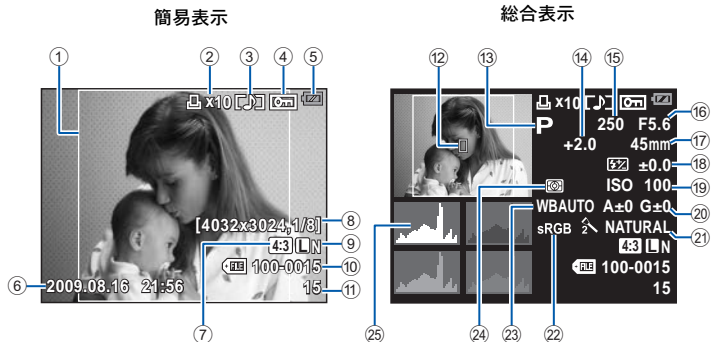 簡易表示
総合表示
① ② ③ ④ ⑤
x10
[4032x3024,1/8]
4:3 L N
FILE 100-0015
2009.08.16 21:56
15
⑥ ⑦ ⑧ ⑨ ⑩ ⑪
⑫ ⑬ ⑭ ⑮
x10
P 250 F5.6
+2.0 45mm
±0.0
ISO 100
WBAUTO A±0 G±0
sRGB 2 NATURAL
4:3 L N
FILE 100-0015
15
⑯ ⑰ ⑱ ⑲ ⑳ ㉑
㉕ ㉔ ㉓ ㉒